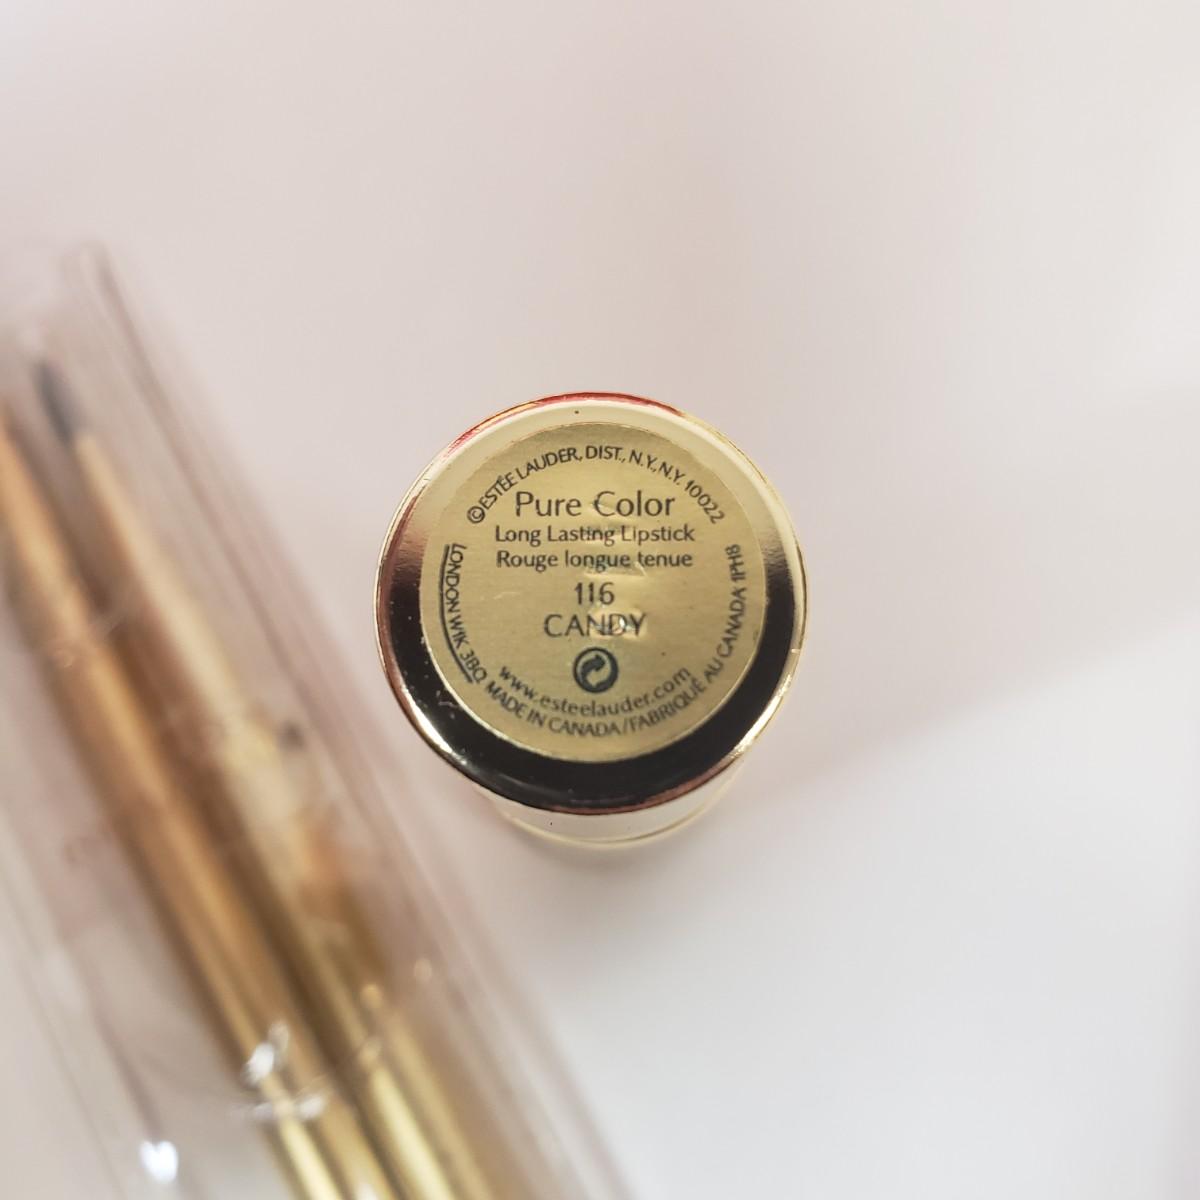 ©ESTÉE LAUDER, DIST., N.Y., N.Y. 10022
Pure Color
Long Lasting Lipstick
Rouge longue tenue
116
CANDY
www.esteelauder.com
LONDON W1K 3BQ MADE IN CANADA/FABRIQUÉ AU CANADA 1PH8